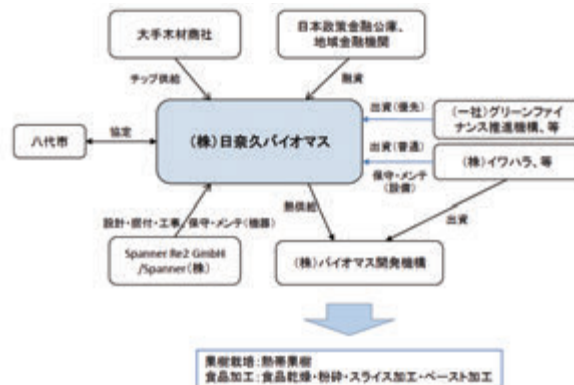 大手木材商社
日本政策金融公庫、
地域金融機関
チップ供給
融資
出資(優先)
(一社)グリーンファイ
ナンス推進機構、等
八代市
協定
(株)日奈久バイオマス
出資(普通)
(株)イワハラ、等
保守・メンテ
(設備)
熱供給
設計・据付・工事/保守・メンテ(機器)
出資
Spanner Re2 GmbH
/Spanner(株)
(株)バイオマス開発機構
果樹栽培:熱帯果樹
食品加工:食品乾燥・粉砕・スライス加工・ペースト加工